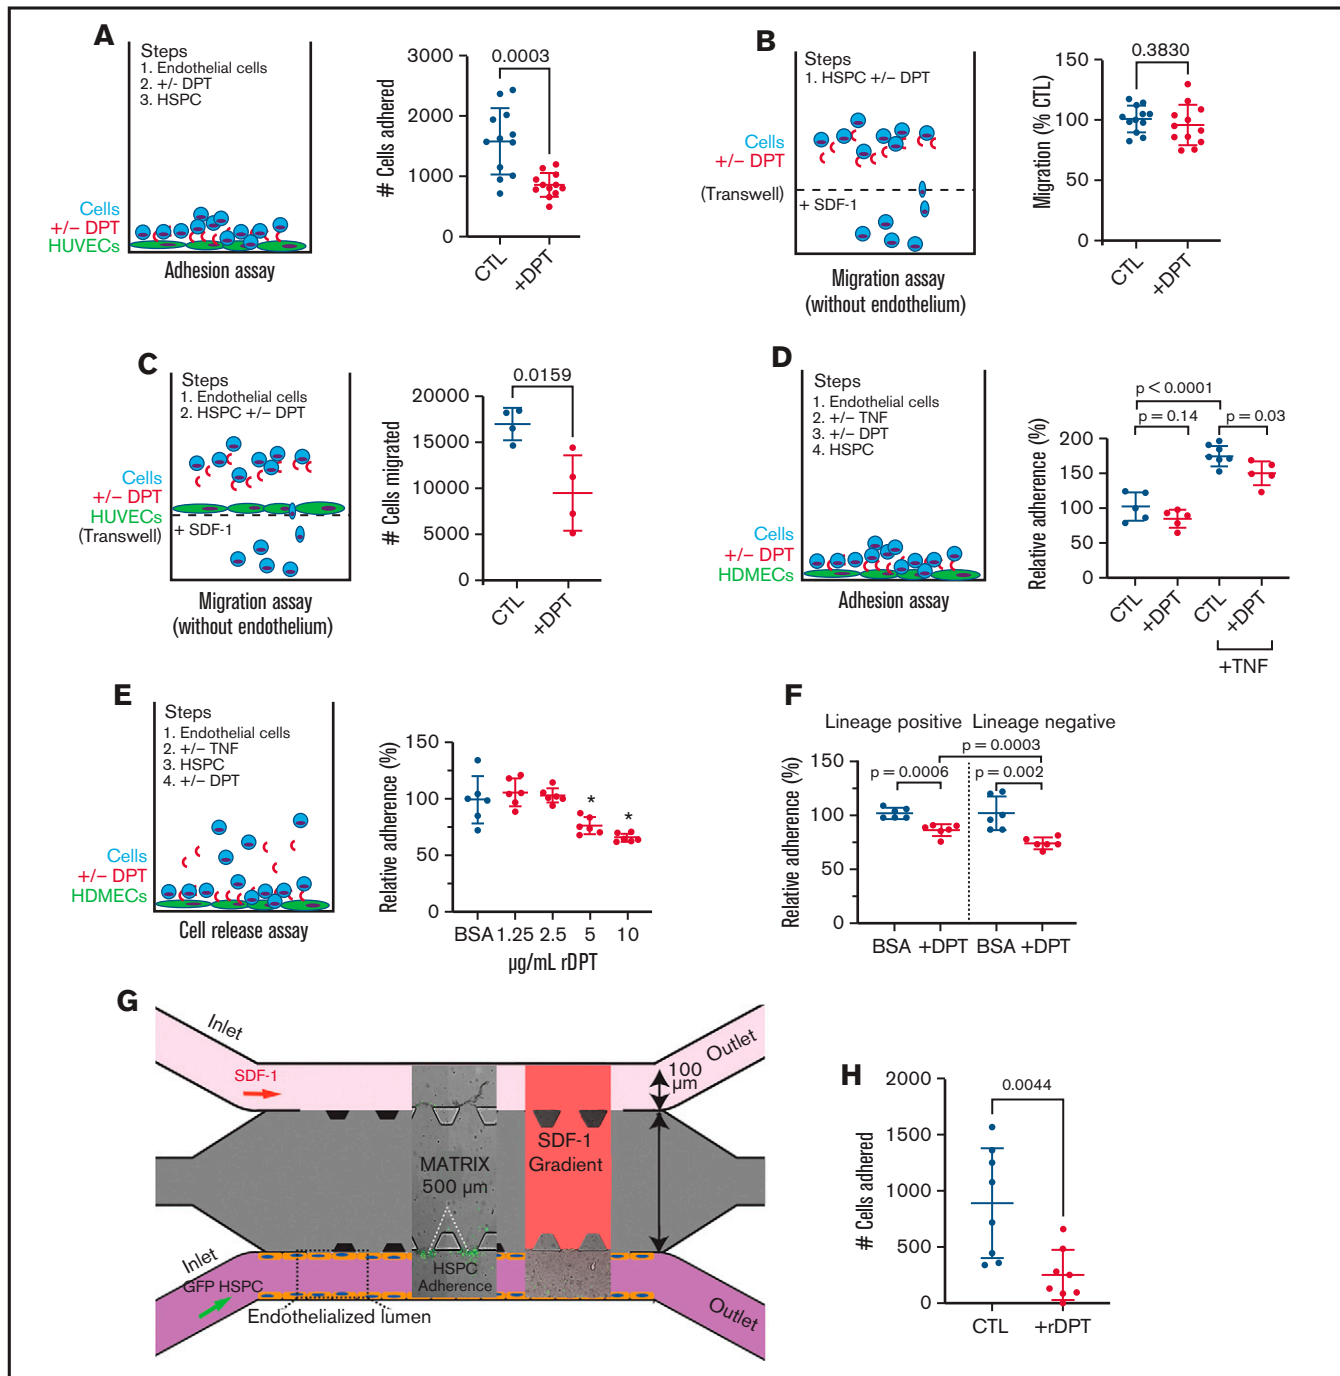 A
Steps
1. Endothelial cells
2. +/- DPT
3. HSPC
Cells
+/– DPT
HUVECs
Adhesion assay
# Cells adhered
3000
2000
1000
0
0.0003
CTL
+DPT
B
Steps
1. HSPC +/– DPT
Cells
+/– DPT
(Transwell)
+ SDF-1
Migration assay
(without endothelium)
Migration (% CTL)
150
100
50
0
0.3830
CTL
+DPT
C
Steps
1. Endothelial cells
2. HSPC +/– DPT
Cells
+/– DPT
HUVECs
(Transwell)
+ SDF-1
Migration assay
(without endothelium)
# Cells migrated
20000
15000
10000
5000
0
0.0159
CTL
+DPT
D
Steps
1. Endothelial cells
2. +/– TNF
3. +/– DPT
4. HSPC
Cells
+/– DPT
HDMECs
Adhesion assay
Relative adherence (%)
200
150
100
50
0
p < 0.0001
p = 0.14
p = 0.03
CTL
+DPT
CTL
+DPT
+TNF
E
Steps
1. Endothelial cells
2. +/– TNF
3. HSPC
4. +/– DPT
Cells
+/– DPT
HDMECs
Cell release assay
Relative adherence (%)
150
100
50
0
*
*
BSA 1.25 2.5 5 10
µg/mL rDPT
F
Lineage positive Lineage negative
p = 0.0003
p = 0.0006
p = 0.002
Relative adherence (%)
150
100
50
0
BSA +DPT BSA +DPT
G
Inlet
SDF-1
Outlet
100
µm
MATRIX
500 µm
SDF-1
Gradient
HSPC
Adherence
Inlet
GFP HSPC
Endothelialized lumen
Outlet
H
# Cells adhered
2000
1500
1000
500
0
0.0044
CTL +rDPT